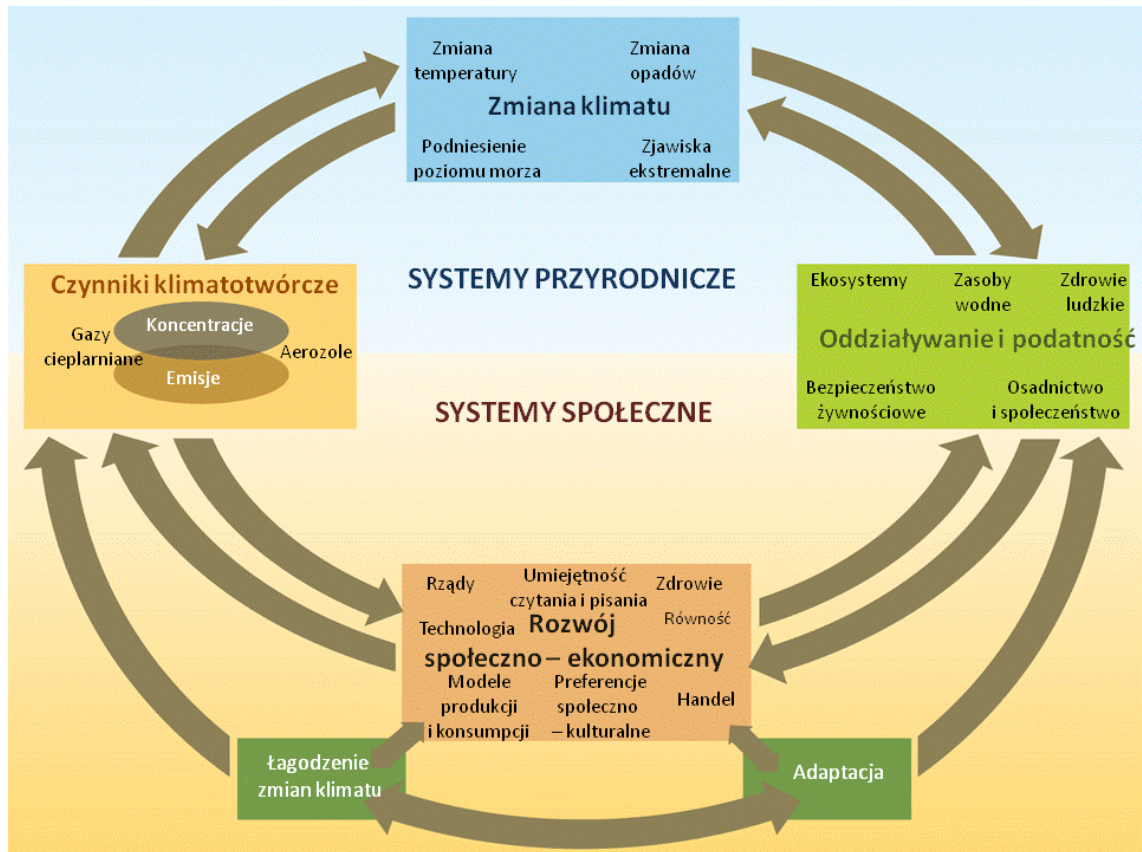 Zmiana
temperatury
Zmiana
opadów
Zmiana klimatu
Podniesienie
poziomu morza
Zjawiska
ekstremalne
SYSTEMY PRZYRODNICZE
Czynniki klimatotwórcze
Koncentracje
Gazy
cieplarniane
Aerozole
Emisje
Ekosystemy
Zasoby
wodne
Zdrowie
ludzkie
Oddziaływanie i podatność
Bezpieczeństwo
żywnościowe
Osadnictwo
i społeczeństwo
SYSTEMY SPOŁECZNE
Rządy
Umiejętność
czytania i pisania
Zdrowie
Technologia
Rozwój
Równość
społeczno – ekonomiczny
Modele
produkcji
i konsumpcji
Preferencje
społeczno
– kulturalne
Handel
Łagodzenie
zmian klimatu
Adaptacja